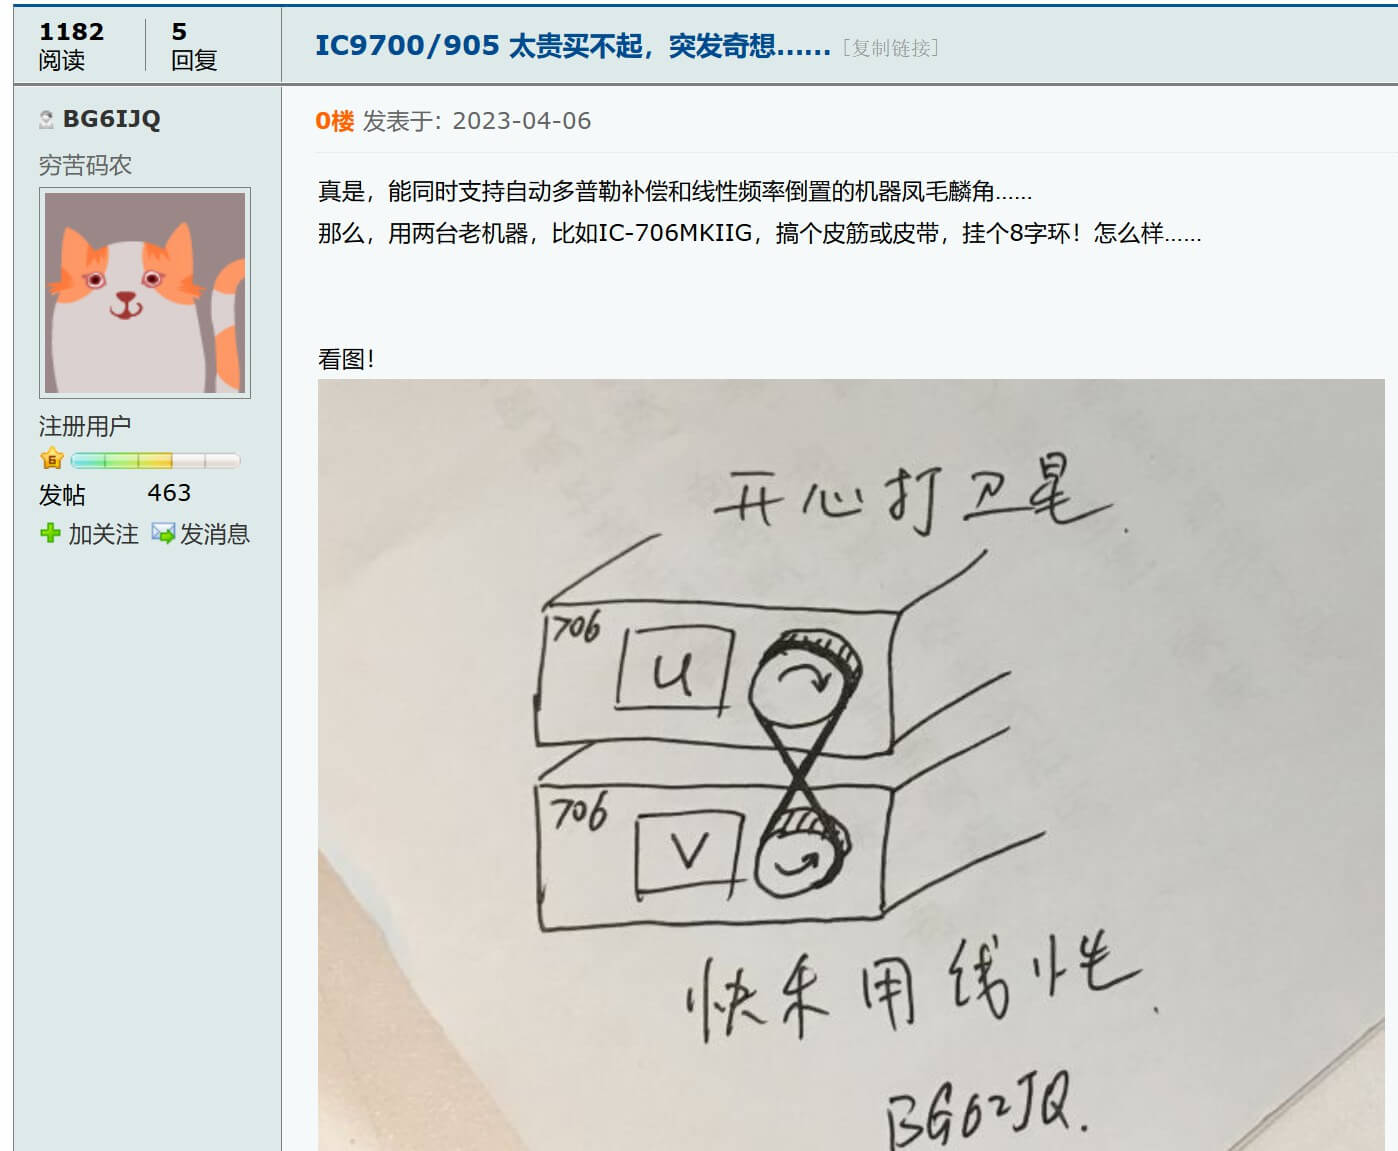 1182
阅读
5
回复
IC9700/905 太贵买不起，突发奇想...... [复制链接]
BG6IJQ
穷苦码农
注册用户
6
发帖 463
加关注 发消息
0楼 发表于: 2023-04-06
真是，能同时支持自动多普勒补偿和线性频率倒置的机器凤毛麟角......
那么，用两台老机器，比如IC-706MKIIG，搞个皮筋或皮带，挂个8字环！怎么样......
看图！
开心打卫星.
706
U
706
V
快乐用线性.
BG6IJQ.